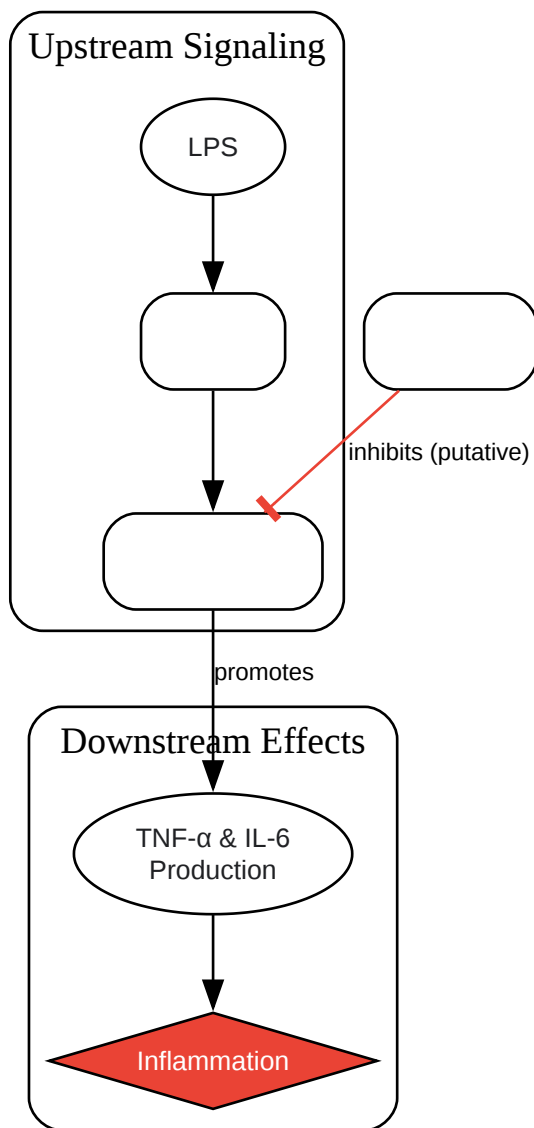 Upstream Signaling
LPS
inhibits (putative)
promotes
Downstream Effects
TNF-α & IL-6
Production
Inflammation